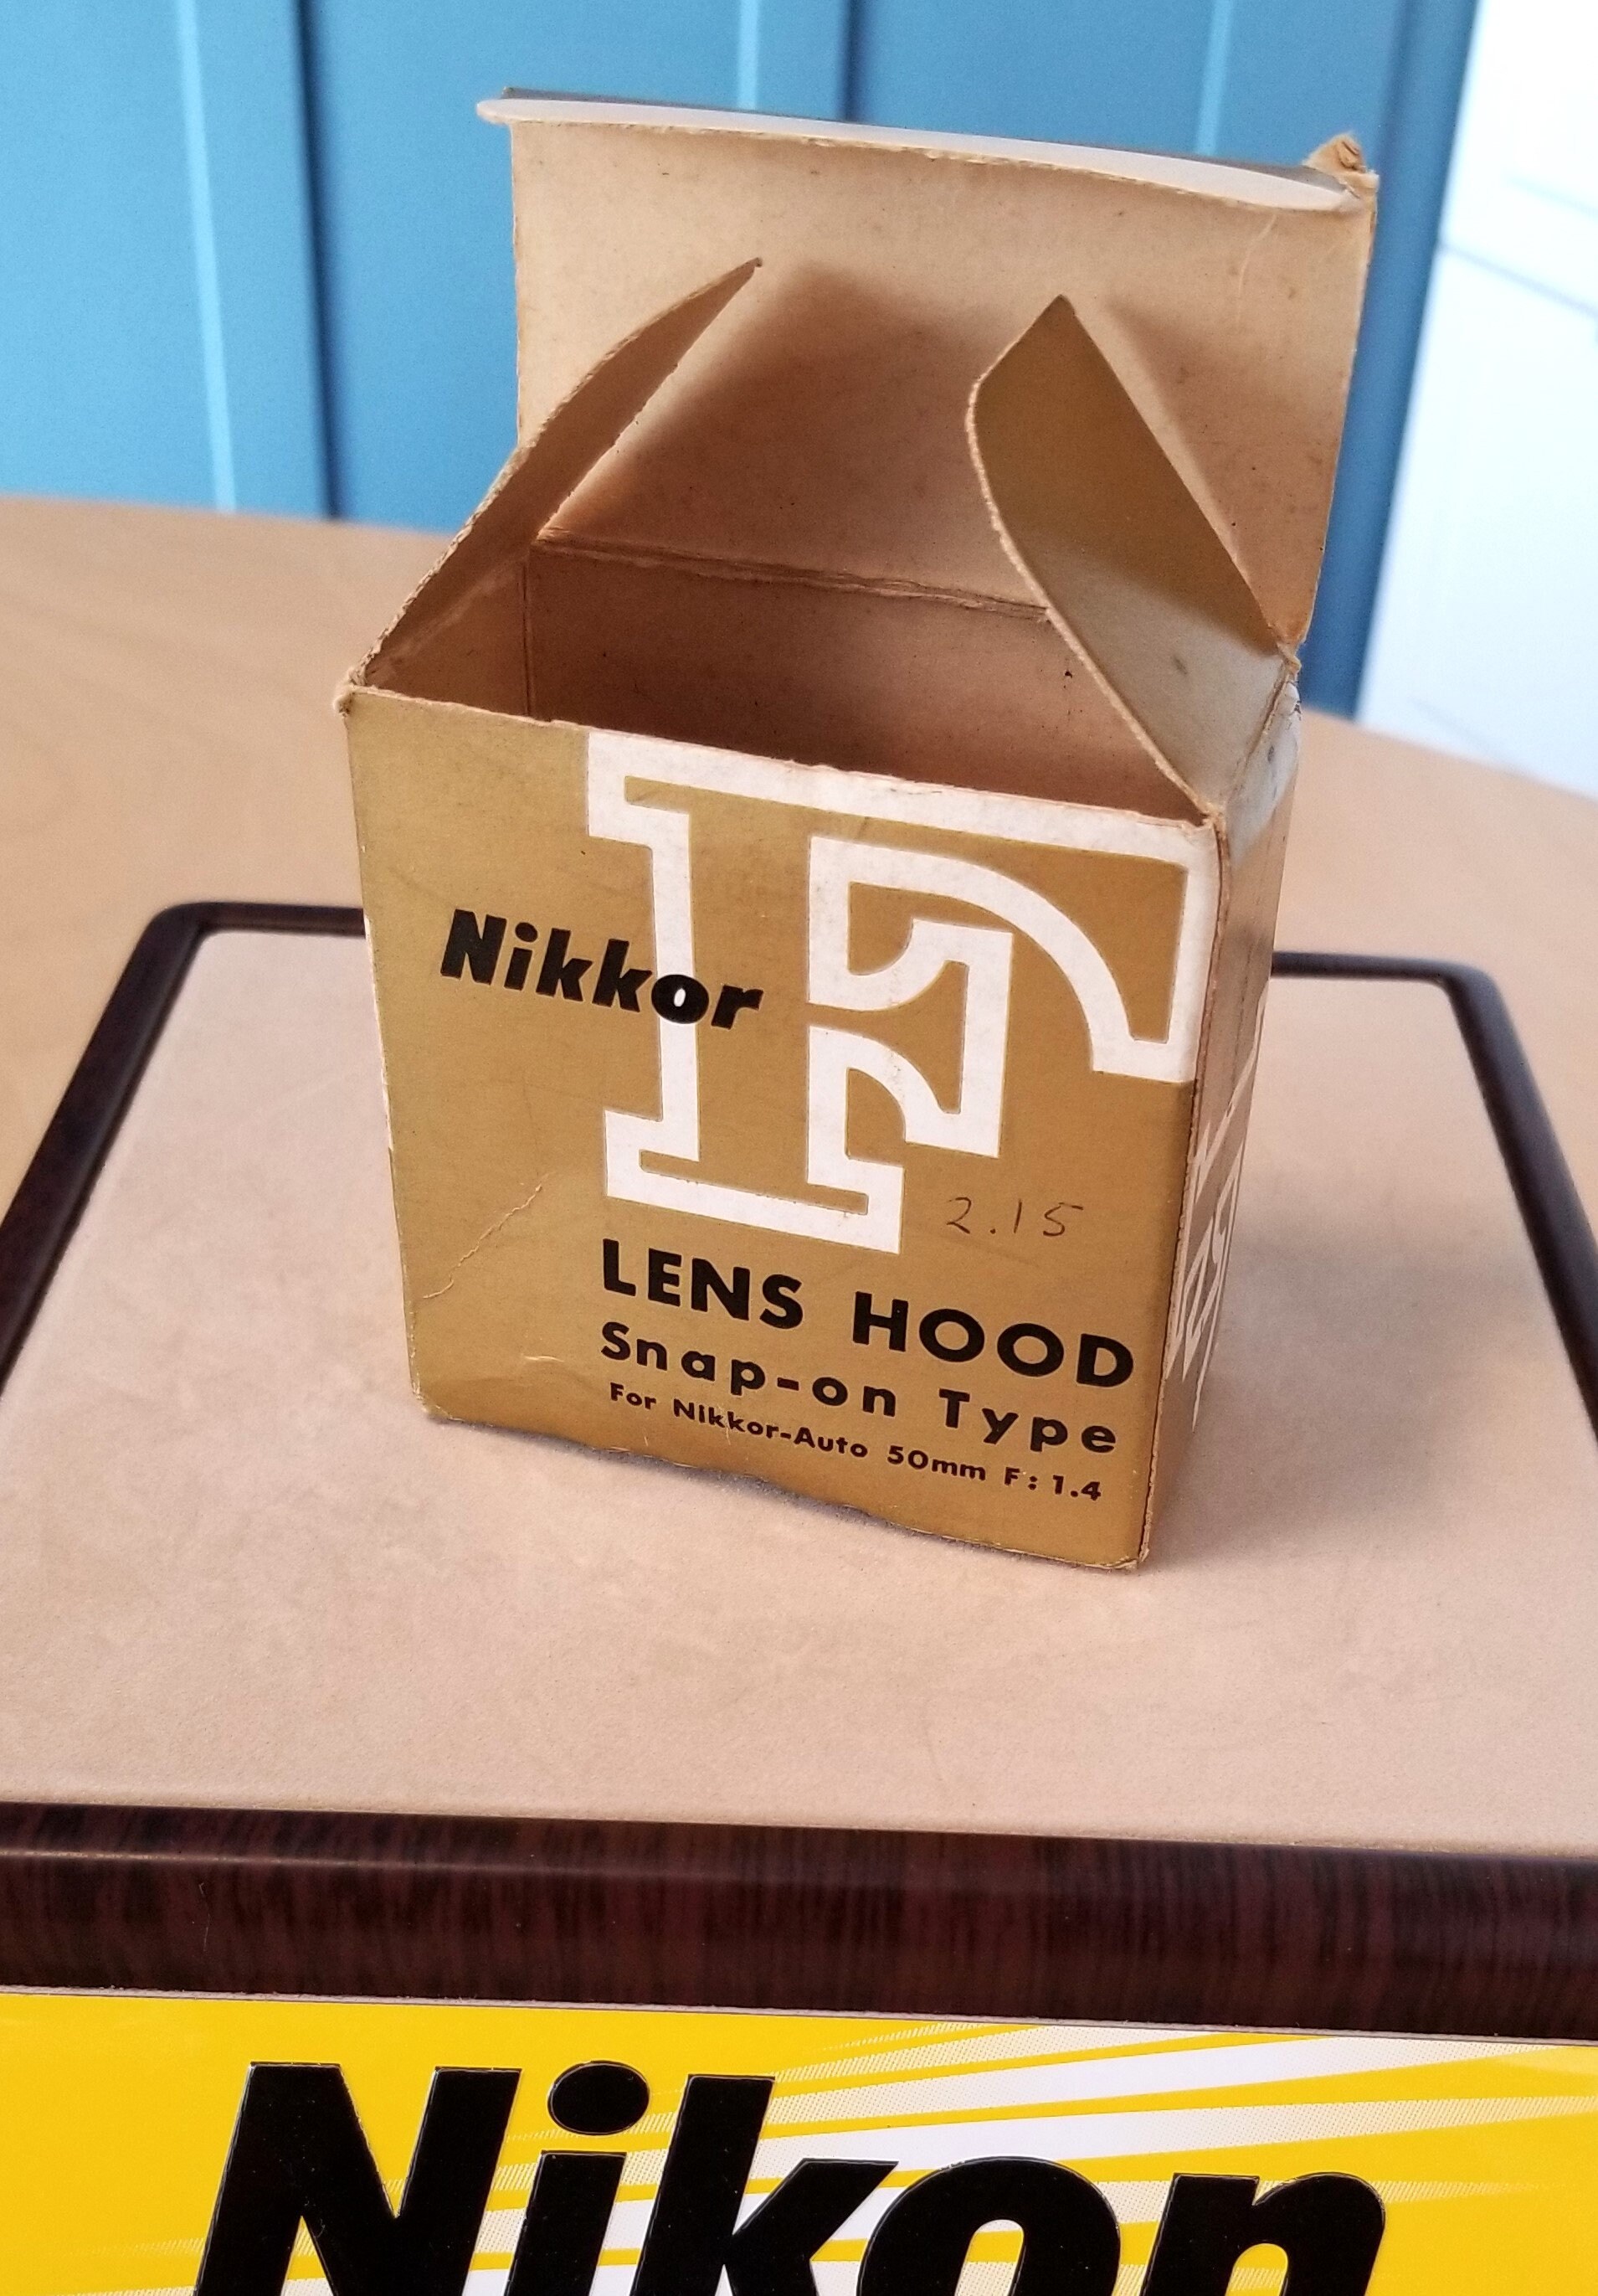 F
Nikkor
2.15
LENS HOOD
Snap-on Type
For Nikkor-Auto 50mm F: 1.4
Nikon